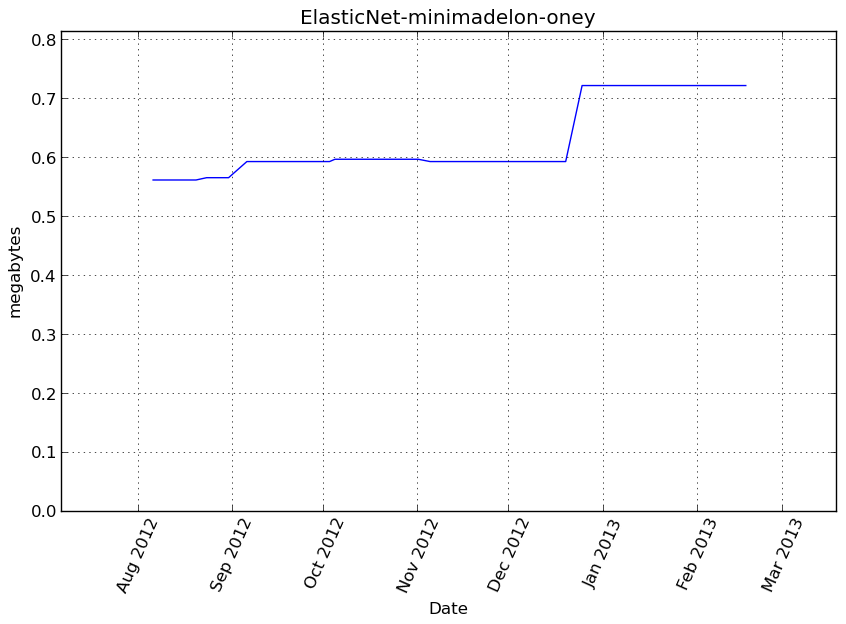 ElasticNet-minimadelon-oney
0.8
0.7
0.6
0.5
0.4
0.3
0.2
0.1
0.0
megabytes
Aug 2012
Sep 2012
Oct 2012
Nov 2012
Dec 2012
Jan 2013
Feb 2013
Mar 2013
Date